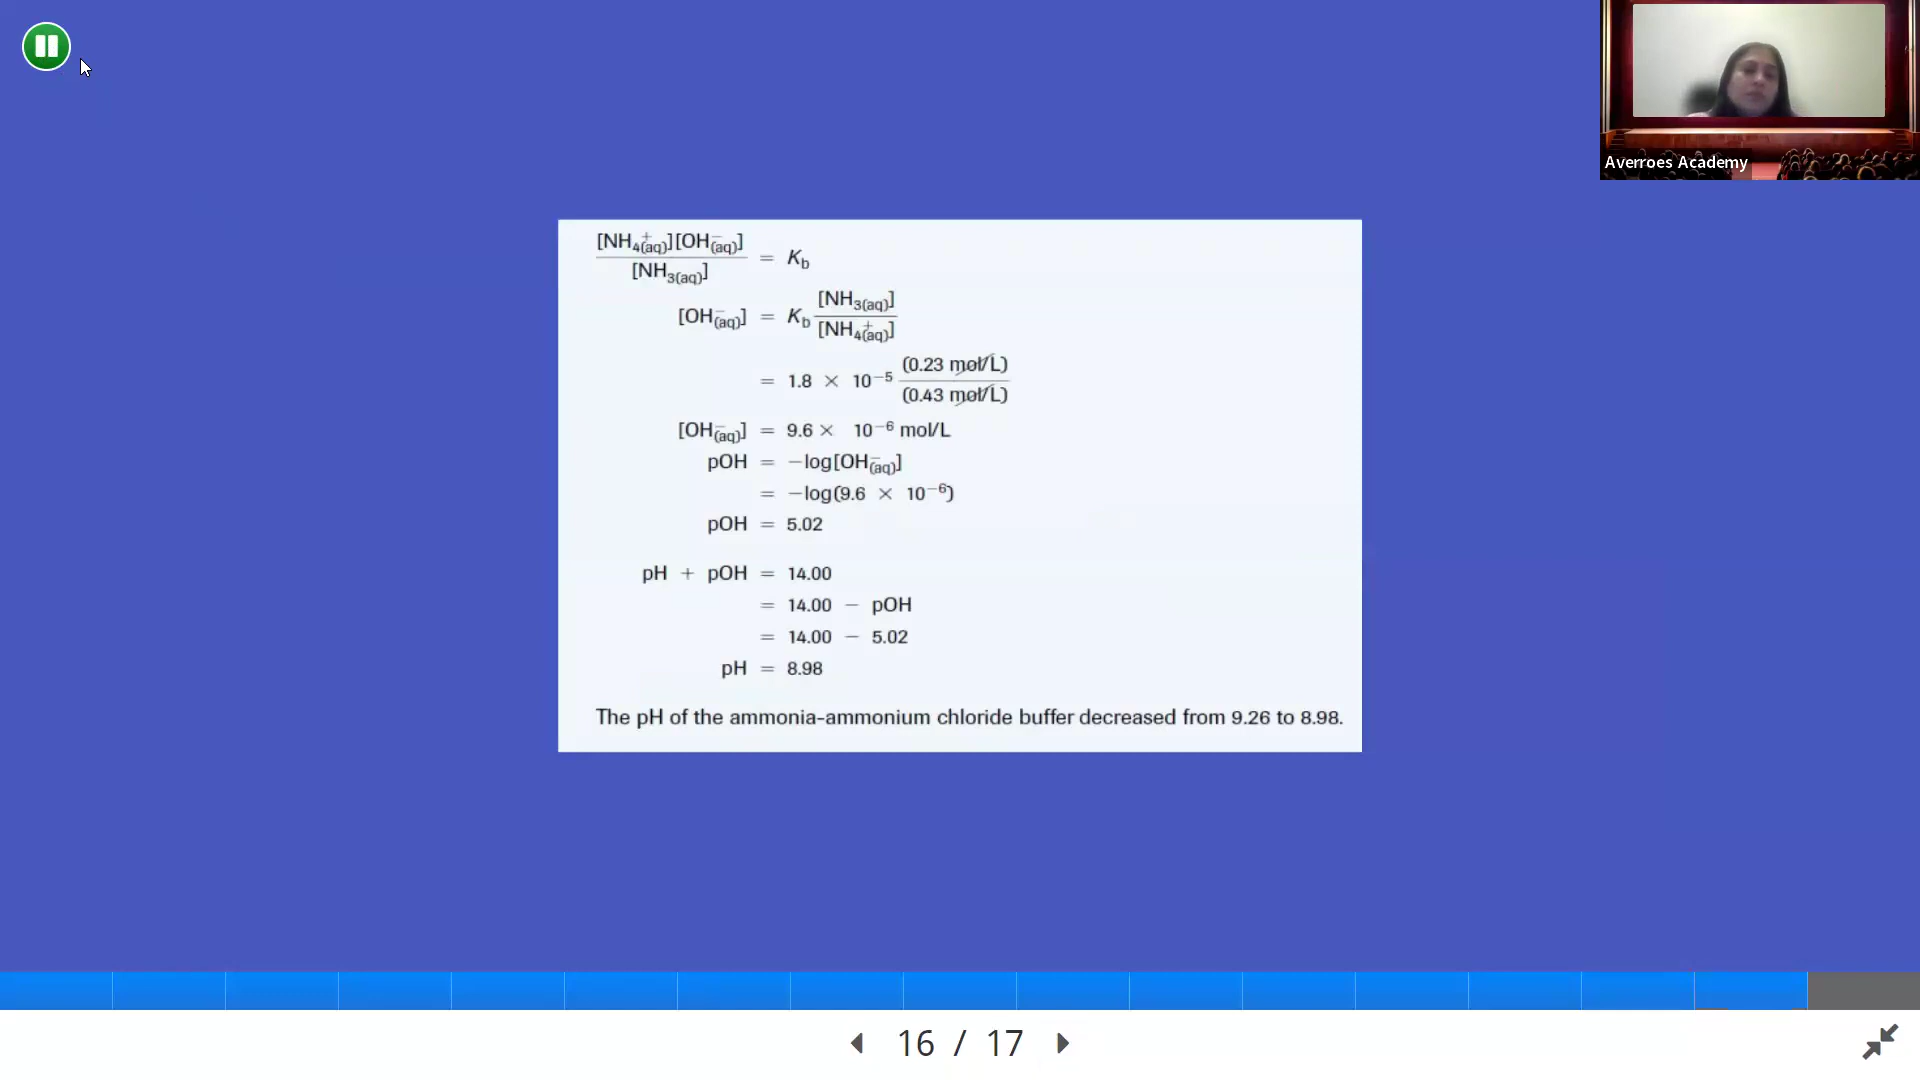 Averroes Academy
[NH₄⁺(aq)][OH⁻(aq)] / [NH₃(aq)] = K_b
[OH⁻(aq)] = K_b [NH₃(aq)] / [NH₄⁺(aq)]
= 1.8 × 10⁻⁵ (0.23 mol/L) / (0.43 mol/L)
[OH⁻(aq)] = 9.6 × 10⁻⁶ mol/L
pOH = −log[OH⁻(aq)]
= −log(9.6 × 10⁻⁶)
pOH = 5.02
pH + pOH = 14.00
= 14.00 − pOH
= 14.00 − 5.02
pH = 8.98
The pH of the ammonia-ammonium chloride buffer decreased from 9.26 to 8.98.
16 / 17